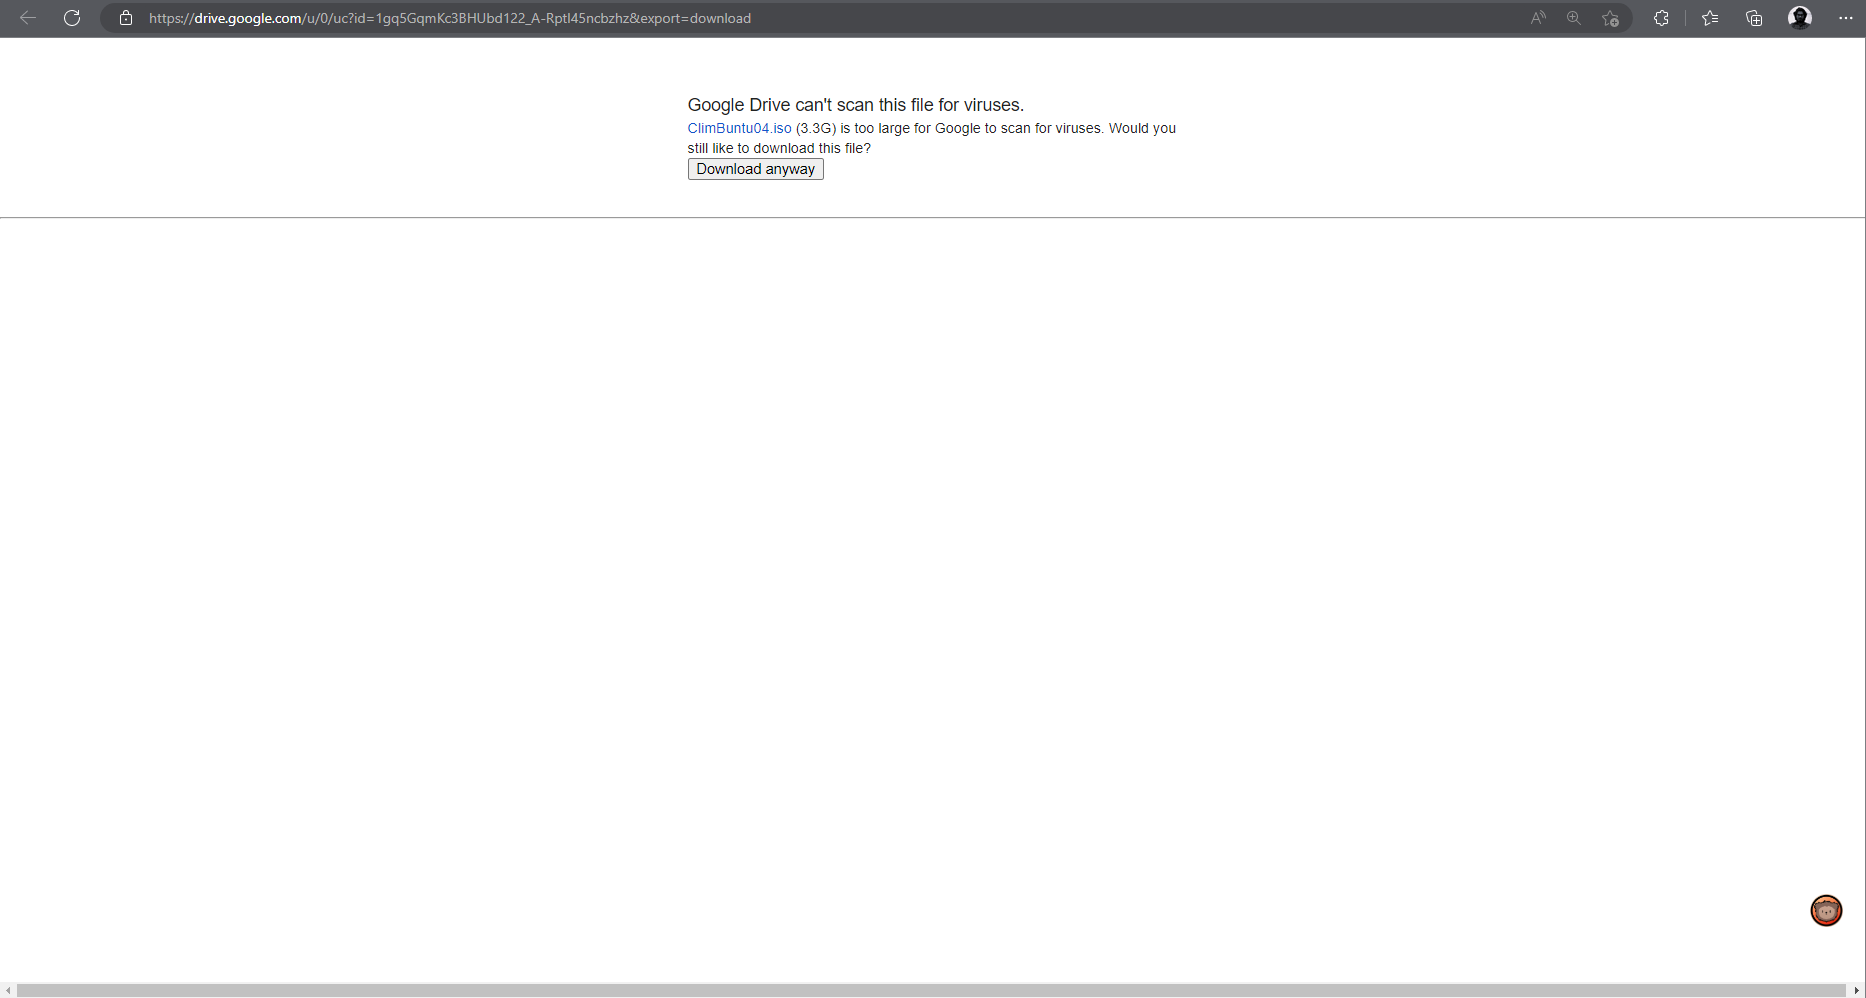 https://drive.google.com/u/0/uc?id=1gq5GqmKc3BHUbd122_A-RptI45ncbzhz&export=download
Google Drive can't scan this file for viruses.
ClimBuntu04.iso (3.3G) is too large for Google to scan for viruses. Would you
still like to download this file?
Download anyway